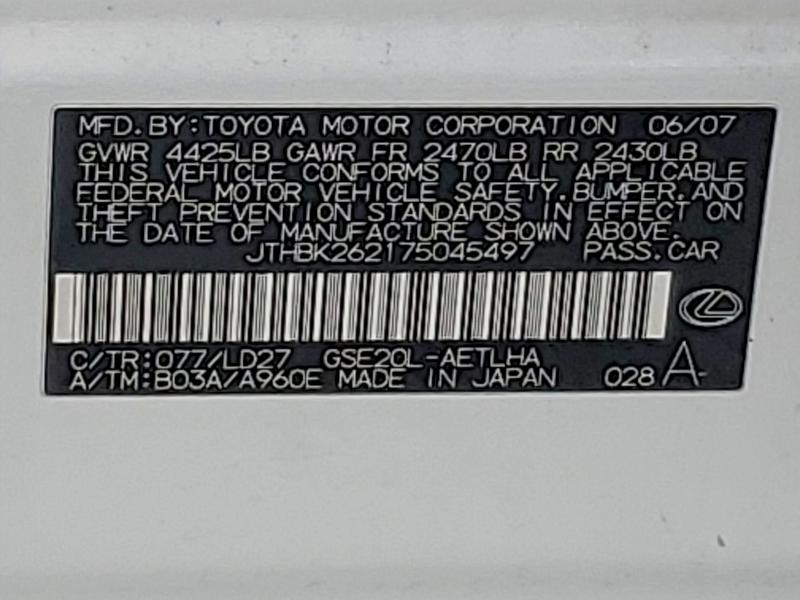 MFD. BY: TOYOTA MOTOR CORPORATION 06/07
GVWR 4425LB GAWR FR 2470LB RR 2430LB
THIS VEHICLE CONFORMS TO ALL APPLICABLE
FEDERAL MOTOR VEHICLE SAFETY, BUMPER, AND
THEFT PREVENTION STANDARDS IN EFFECT ON
THE DATE OF MANUFACTURE SHOWN ABOVE.
JTHBK262175045497 PASS. CAR
C/TR: 077/LD27 GSE20L-AETLHA
A/TM: B03A/A960E MADE IN JAPAN 028 A-